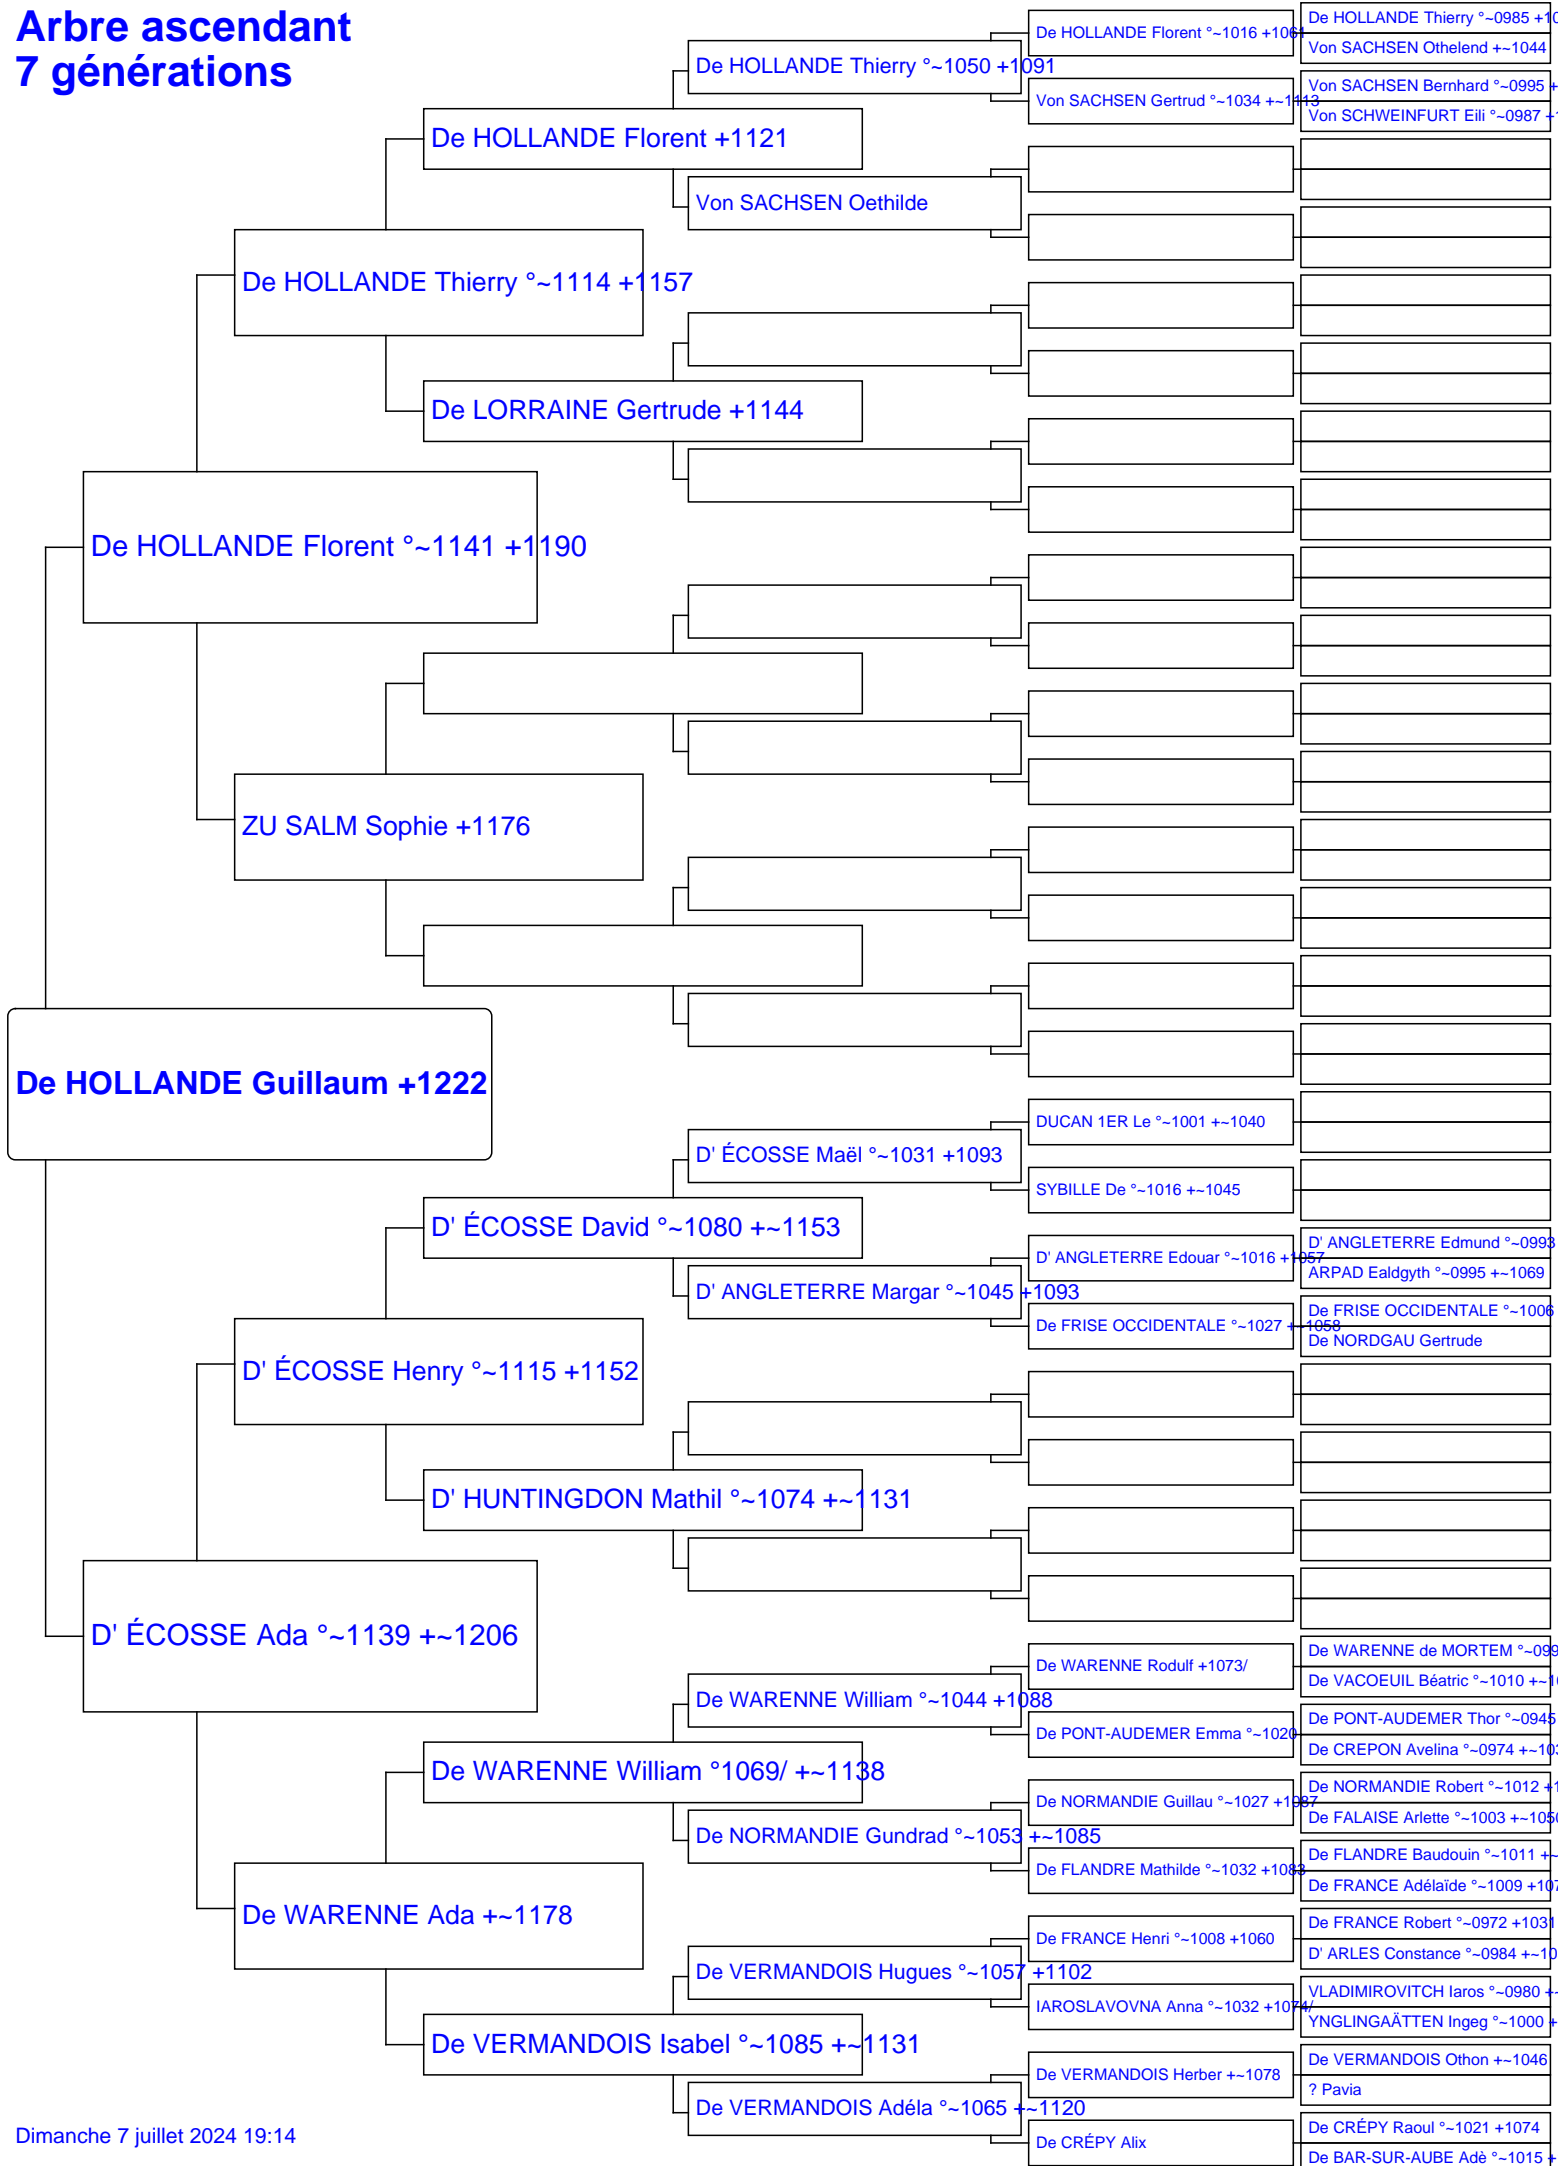 Arbre ascendant
7 générations
De HOLLANDE Thierry °~0985 +10
De HOLLANDE Florent °~1016 +1061
Von SACHSEN Othelend +~1044
De HOLLANDE Thierry °~1050 +1091
Von SACHSEN Bernhard °~0995 +
Von SACHSEN Gertrud °~1034 +~1113
Von SCHWEINFURT Eili °~0987 +1
De HOLLANDE Florent +1121
Von SACHSEN Oethilde
De HOLLANDE Thierry °~1114 +1157
De LORRAINE Gertrude +1144
De HOLLANDE Florent °~1141 +1190
ZU SALM Sophie +1176
De HOLLANDE Guillaum +1222
DUCAN 1ER Le °~1001 +~1040
D' ÉCOSSE Maël °~1031 +1093
SYBILLE De °~1016 +~1045
D' ÉCOSSE David °~1080 +~1153
D' ANGLETERRE Edmund °~0993
D' ANGLETERRE Edouar °~1016 +1057
ARPAD Ealdgyth °~0995 +~1069
D' ANGLETERRE Margar °~1045 +1093
De FRISE OCCIDENTALE °~1006
De FRISE OCCIDENTALE °~1027 +~1058
De NORDGAU Gertrude
D' ÉCOSSE Henry °~1115 +1152
D' HUNTINGDON Mathil °~1074 +~1131
D' ÉCOSSE Ada °~1139 +~1206
De WARENNE de MORTEM °~099
De WARENNE Rodulf +1073/
De VACOEUIL Béatric °~1010 +~10
De WARENNE William °~1044 +1088
De PONT-AUDEMER Thor °~0945
De PONT-AUDEMER Emma °~1020
De CREPON Avelina °~0974 +~103
De WARENNE William °1069/ +~1138
De NORMANDIE Robert °~1012 +1
De NORMANDIE Guillau °~1027 +1087
De FALAISE Arlette °~1003 +~1050
De NORMANDIE Gundrad °~1053 +~1085
De FLANDRE Baudouin °~1011 +~
De FLANDRE Mathilde °~1032 +1083
De FRANCE Adélaïde °~1009 +107
De WARENNE Ada +~1178
De FRANCE Robert °~0972 +1031
De FRANCE Henri °~1008 +1060
D' ARLES Constance °~0984 +~10
De VERMANDOIS Hugues °~1057 +1102
VLADIMIROVITCH Iaros °~0980 +~
IAROSLAVOVNA Anna °~1032 +1074/
YNGLINGAÄTTEN Ingeg °~1000 +
De VERMANDOIS Isabel °~1085 +~1131
De VERMANDOIS Othon +~1046
De VERMANDOIS Herber +~1078
? Pavia
De VERMANDOIS Adéla °~1065 +~1120
De CRÉPY Raoul °~1021 +1074
De CRÉPY Alix
De BAR-SUR-AUBE Adè °~1015 +
Dimanche 7 juillet 2024 19:14